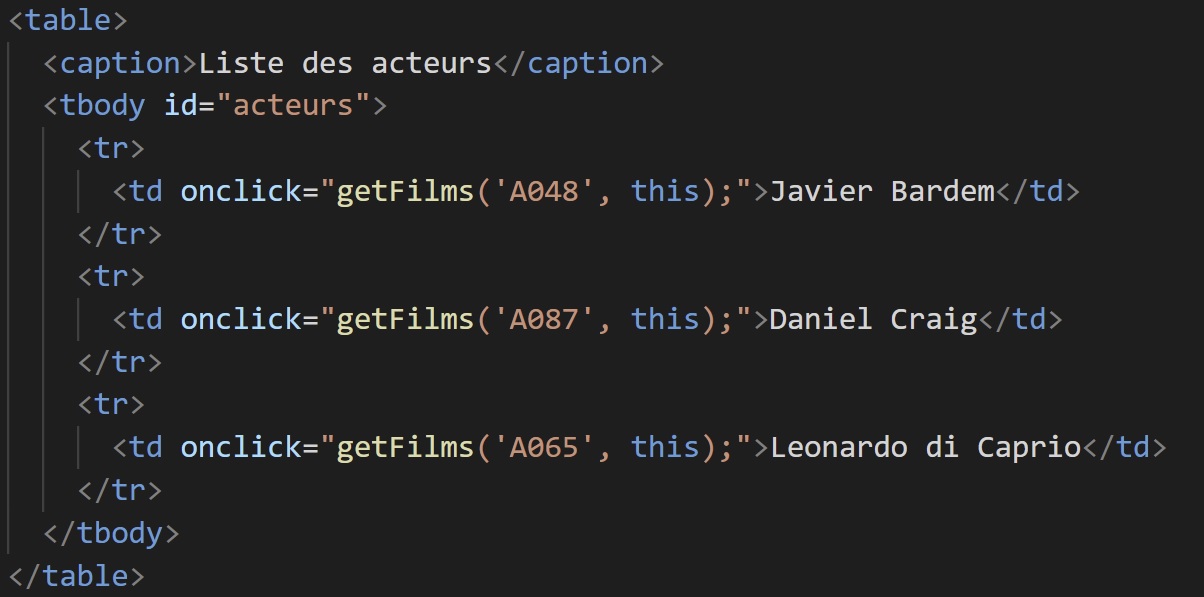 <table>
<caption>Liste des acteurs</caption>
<tbody id="acteurs">
<tr>
<td onclick="getFilms('A048', this);">Javier Bardem</td>
</tr>
<tr>
<td onclick="getFilms('A087', this);">Daniel Craig</td>
</tr>
<tr>
<td onclick="getFilms('A065', this);">Leonardo di Caprio</td>
</tr>
</tbody>
</table>